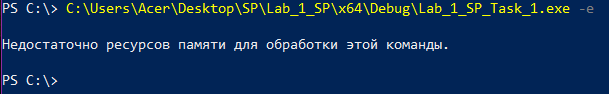 PS C:\> C:\Users\Acer\Desktop\SP\Lab_1_SP\x64\Debug\Lab_1_SP_Task_1.exe -e
Недостаточно ресурсов памяти для обработки этой команды.
PS C:\>